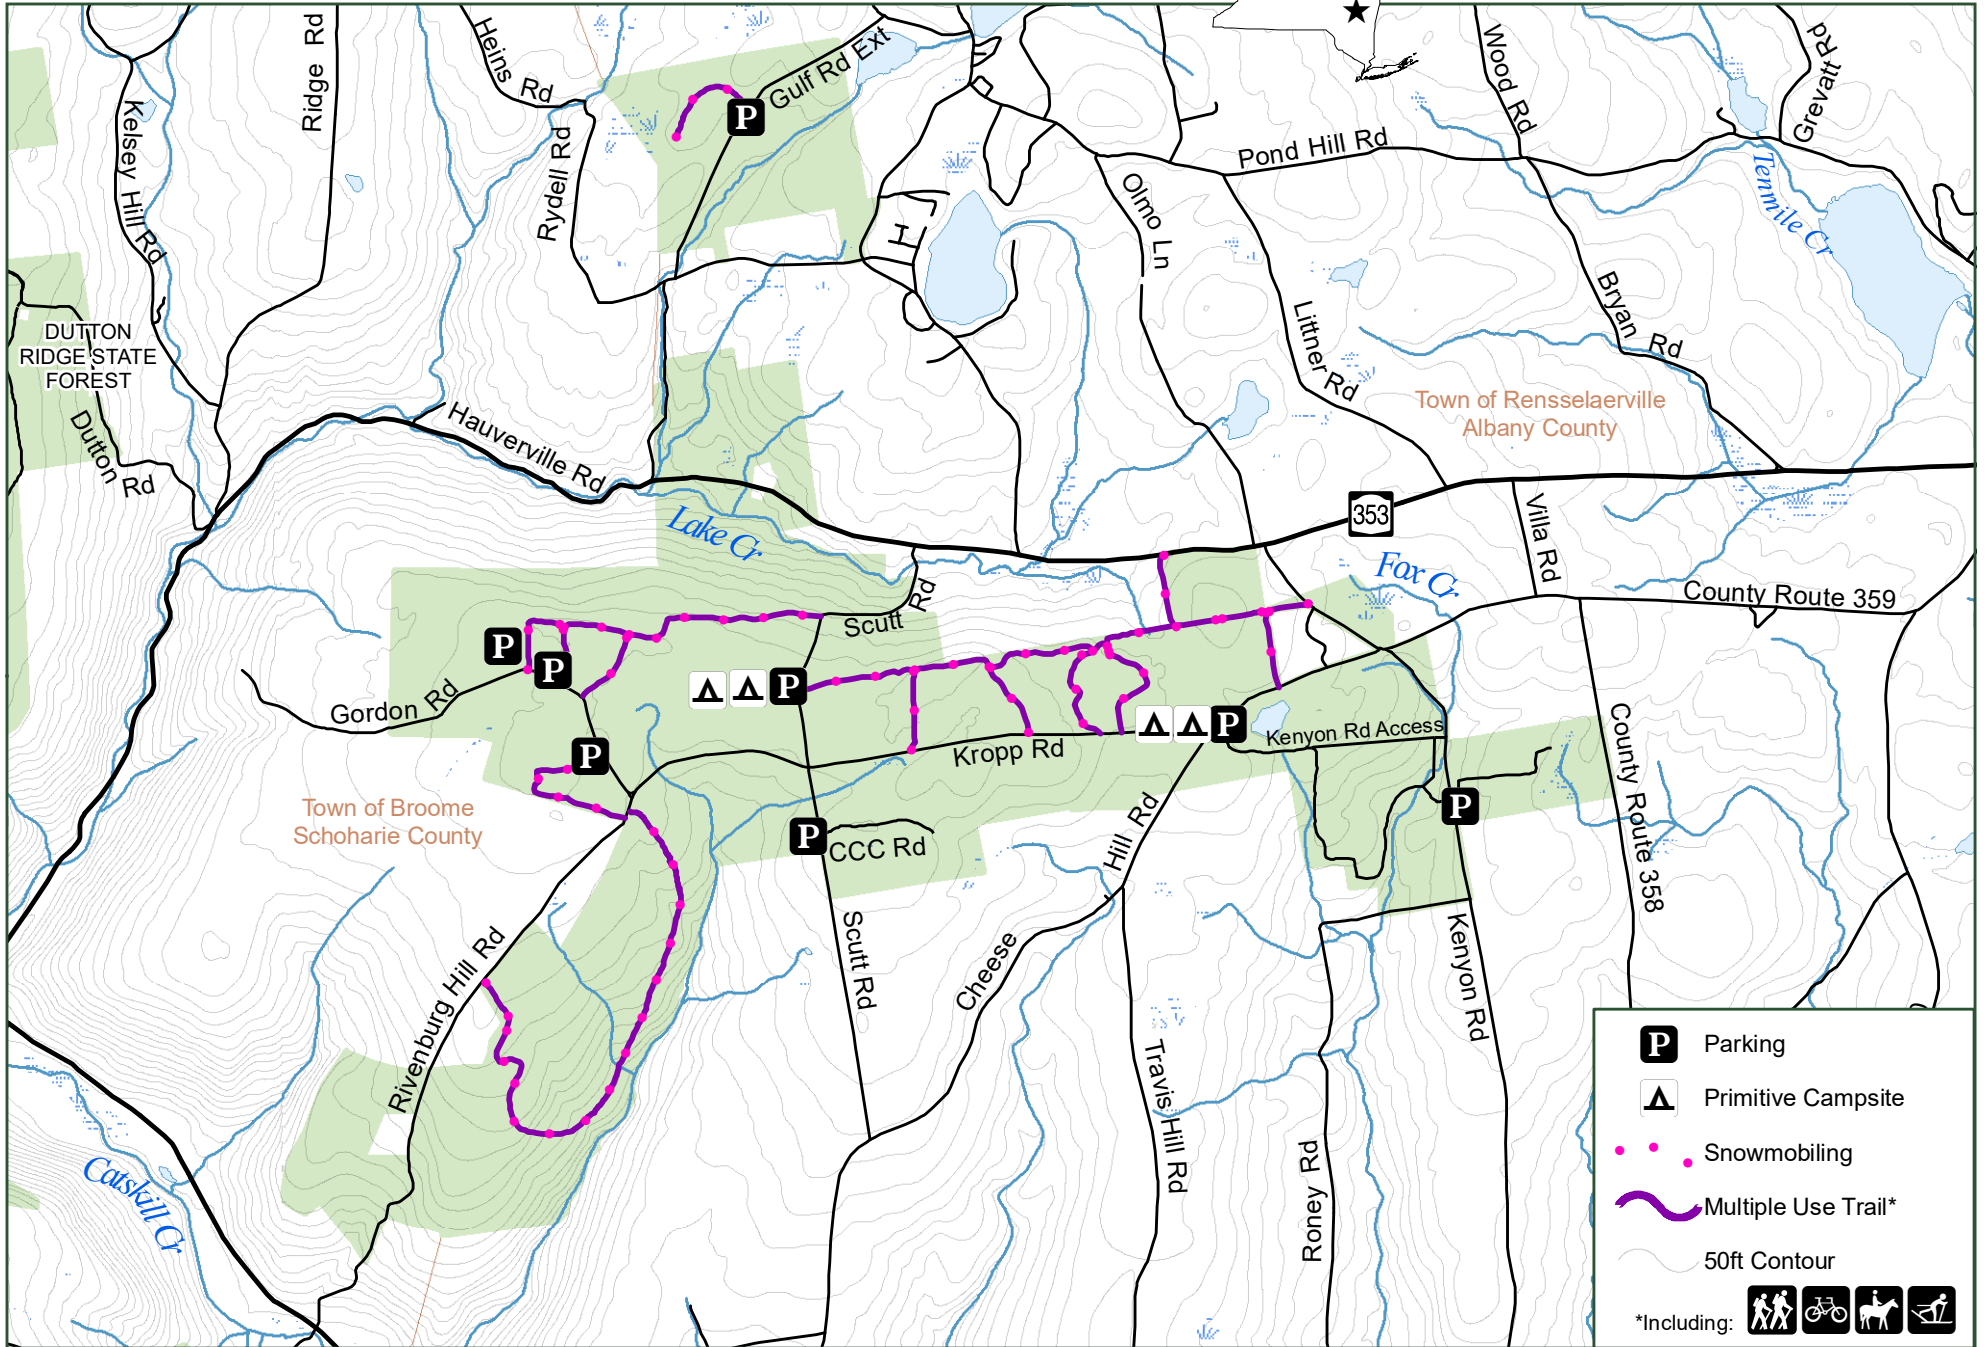 Heins
Rd
Ridge Rd
Kelsey Hill Rd
Rydell Rd
P
Gulf Rd Ext
Wood Rd
Grevatt Rd
Pond Hill Rd
Olmo Ln
Tenmile Cr
Littner Rd
Bryan Rd
DUTTON
RIDGE STATE
FOREST
Dutton
Rd
Hauverville Rd
Town of Rensselaerville
Albany County
353
Lake Cr
Fox Cr
Villa Rd
County Route 359
Scutt Rd
P
P
P
P
P
Gordon Rd
Kropp Rd
Kenyon Rd Access
County Route 358
Town of Broome
Schoharie County
P
CCC Rd
P
Cheese
Hill Rd
Scutt Rd
Kenyon Rd
Rivenburg Hill Rd
Travis Hill Rd
Roney Rd
Catskill Cr
P Parking
Primitive Campsite
Snowmobiling
Multiple Use Trail*
50ft Contour
*Including: